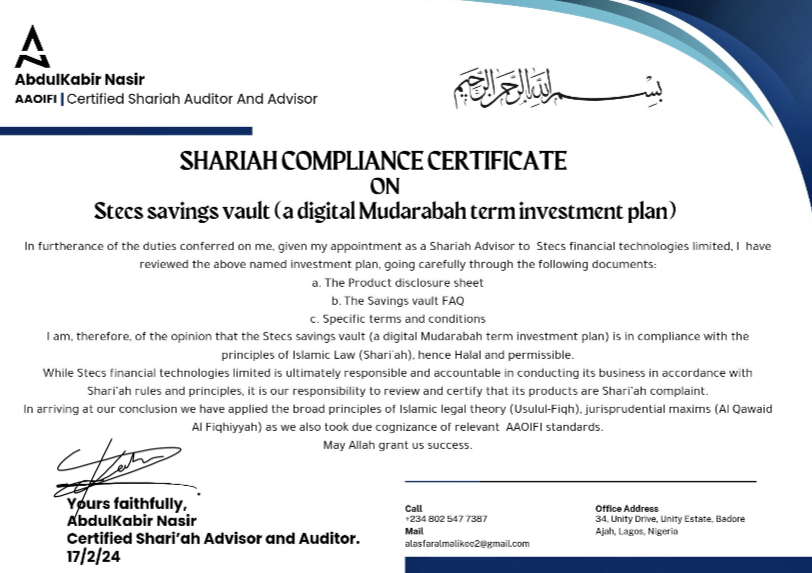 AbdulKabir Nasir
AAOIFI | Certified Shariah Auditor And Advisor
بسم الله الرحمن الرحيم
SHARIAH COMPLIANCE CERTIFICATE
ON
Stecs savings vault (a digital Mudarabah term investment plan)
In furtherance of the duties conferred on me, given my appointment as a Shariah Advisor to Stecs financial technologies limited, I have
reviewed the above named investment plan, going carefully through the following documents:
a. The Product disclosure sheet
b. The Savings vault FAQ
c. Specific terms and conditions
I am, therefore, of the opinion that the Stecs savings vault (a digital Mudarabah term investment plan) is in compliance with the
principles of Islamic Law (Shari'ah), hence Halal and permissible.
While Stecs financial technologies limited is ultimately responsible and accountable in conducting its business in accordance with
Shari'ah rules and principles, it is our responsibility to review and certify that its products are Shari'ah complaint.
In arriving at our conclusion we have applied the broad principles of Islamic legal theory (Usulul-Fiqh), jurisprudential maxims (Al Qawaid
Al Fiqhiyyah) as we also took due cognizance of relevant AAOIFI standards.
May Allah grant us success.
Yours faithfully,
AbdulKabir Nasir
Certified Shari'ah Advisor and Auditor.
17/2/24
Call
+234 802 547 7387
Mail
alasfaralmalikee2@gmail.com
Office Address
34, Unity Drive, Unity Estate, Badore
Ajah, Lagos, Nigeria